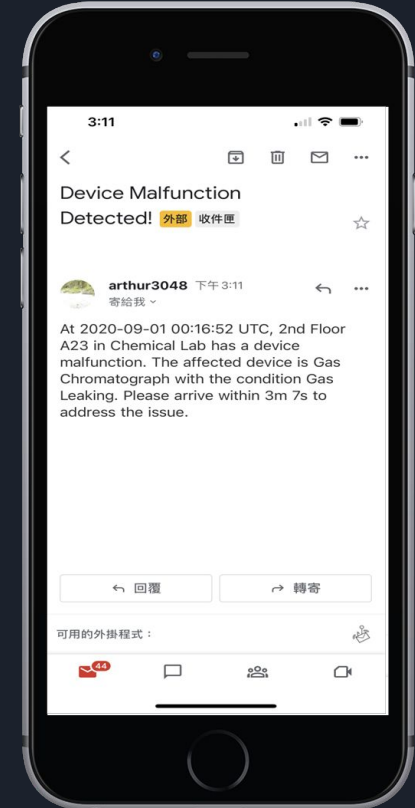 3:11
Device Malfunction
Detected! 外部 收件匣
arthur3048 下午 3:11
寄給我
At 2020-09-01 00:16:52 UTC, 2nd Floor
A23 in Chemical Lab has a device
malfunction. The affected device is Gas
Chromatograph with the condition Gas
Leaking. Please arrive within 3m 7s to
address the issue.
回覆 轉寄
可用的外掛程式：
44